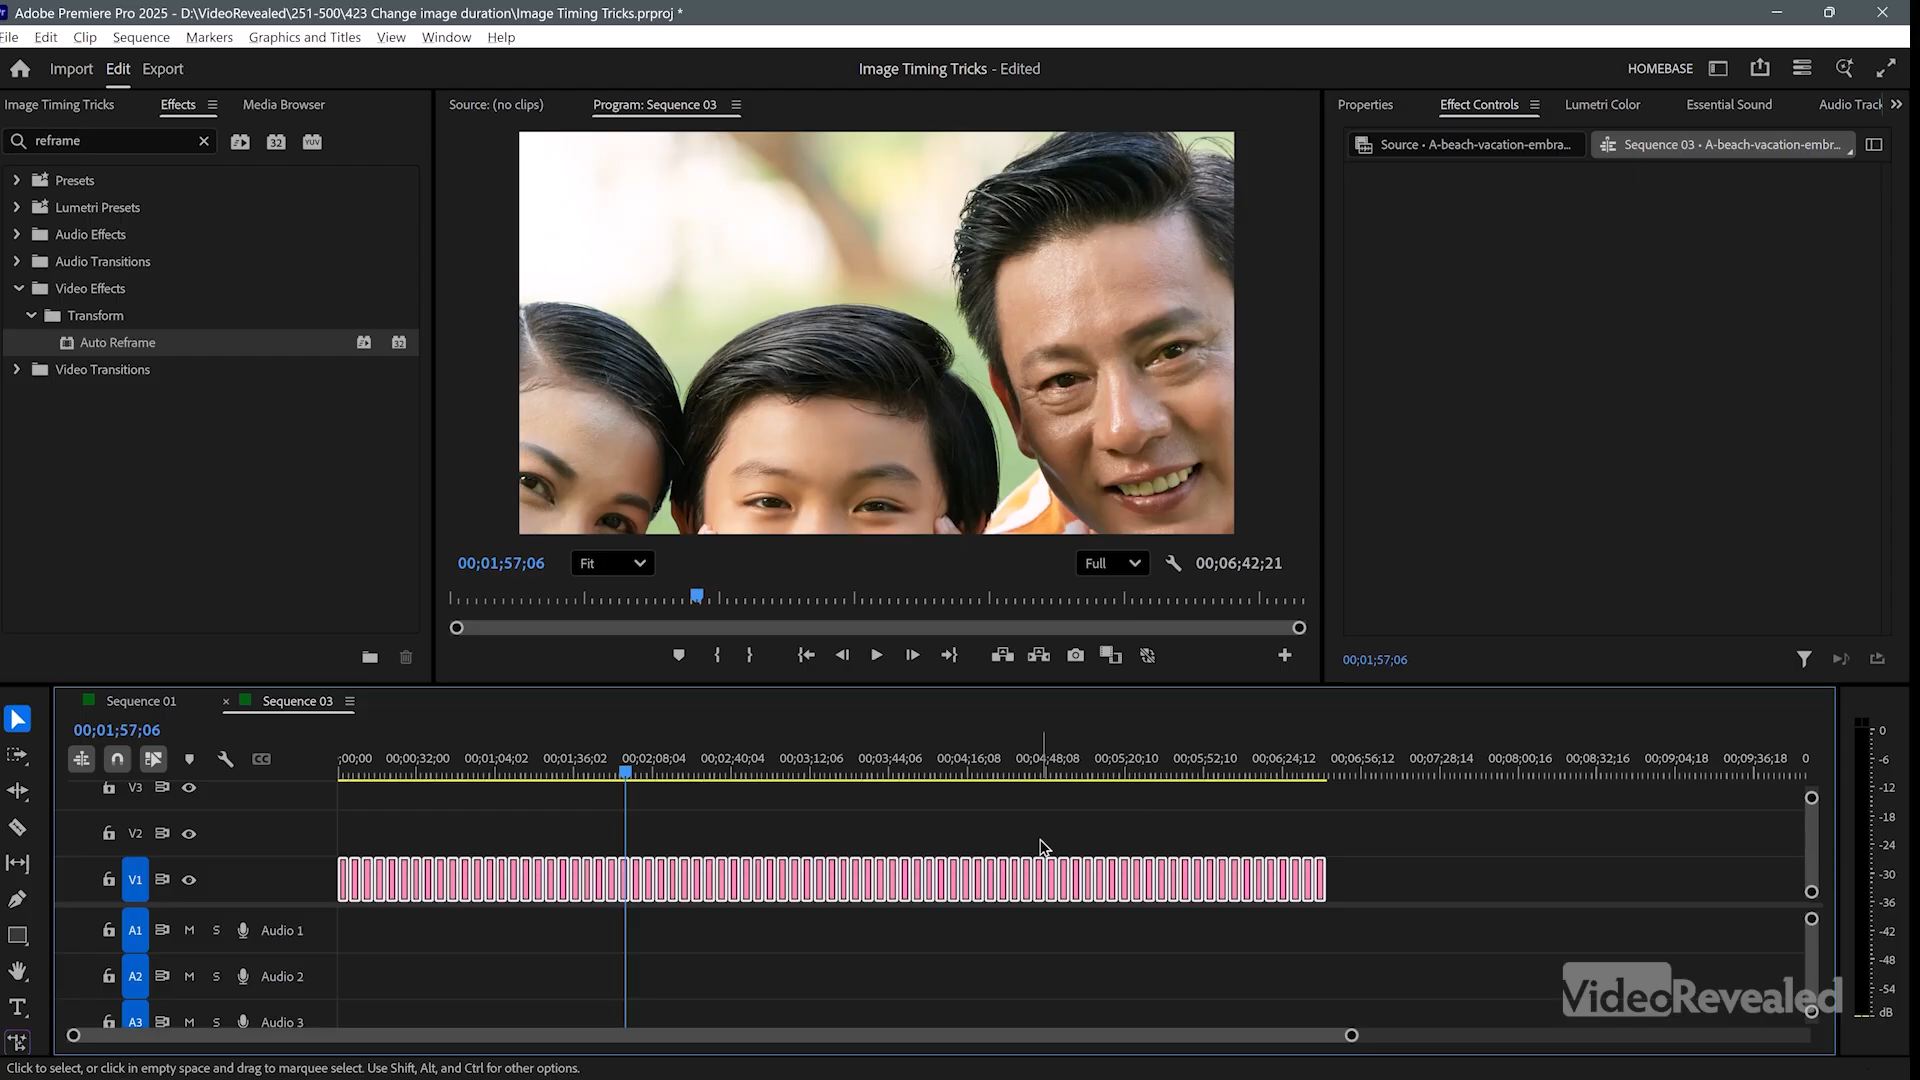 Adobe Premiere Pro 2025 - D:\VideoRevealed\251-500\423 Change image duration\Image Timing Tricks.prproj *
File Edit Clip Sequence Markers Graphics and Titles View Window Help
Import Edit Export
Image Timing Tricks - Edited
HOMEBASE
Image Timing Tricks Effects Media Browser
Source: (no clips) Program: Sequence 03
Properties Effect Controls Lumetri Color Essential Sound Audio Track
reframe 32 YUV
Source • A-beach-vacation-embra... Sequence 03 • A-beach-vacation-embr...
Presets
Lumetri Presets
Audio Effects
Audio Transitions
Video Effects
Transform
Auto Reframe 32
Video Transitions
00;01;57;06 Fit Full 00;06;42;21
00;01;57;06
Sequence 01 × Sequence 03
00;01;57;06
CC
;00;00 00;00;32;00 00;01;04;02 00;01;36;02 00;02;08;04 00;02;40;04 00;03;12;06 00;03;44;06 00;04;16;08 00;04;48;08 00;05;20;10 00;05;52;10 00;06;24;12 00;06;56;12 00;07;28;14 00;08;00;16 00;08;32;16 00;09;04;18 00;09;36;18 0
V3
V2
V1
A1 M S Audio 1
A2 M S Audio 2
A3 M S Audio 3
0
-6
-12
-18
-24
-30
-36
-42
-48
-54
dB
VideoRevealed
Click to select, or click in empty space and drag to marquee select. Use Shift, Alt, and Ctrl for other options.